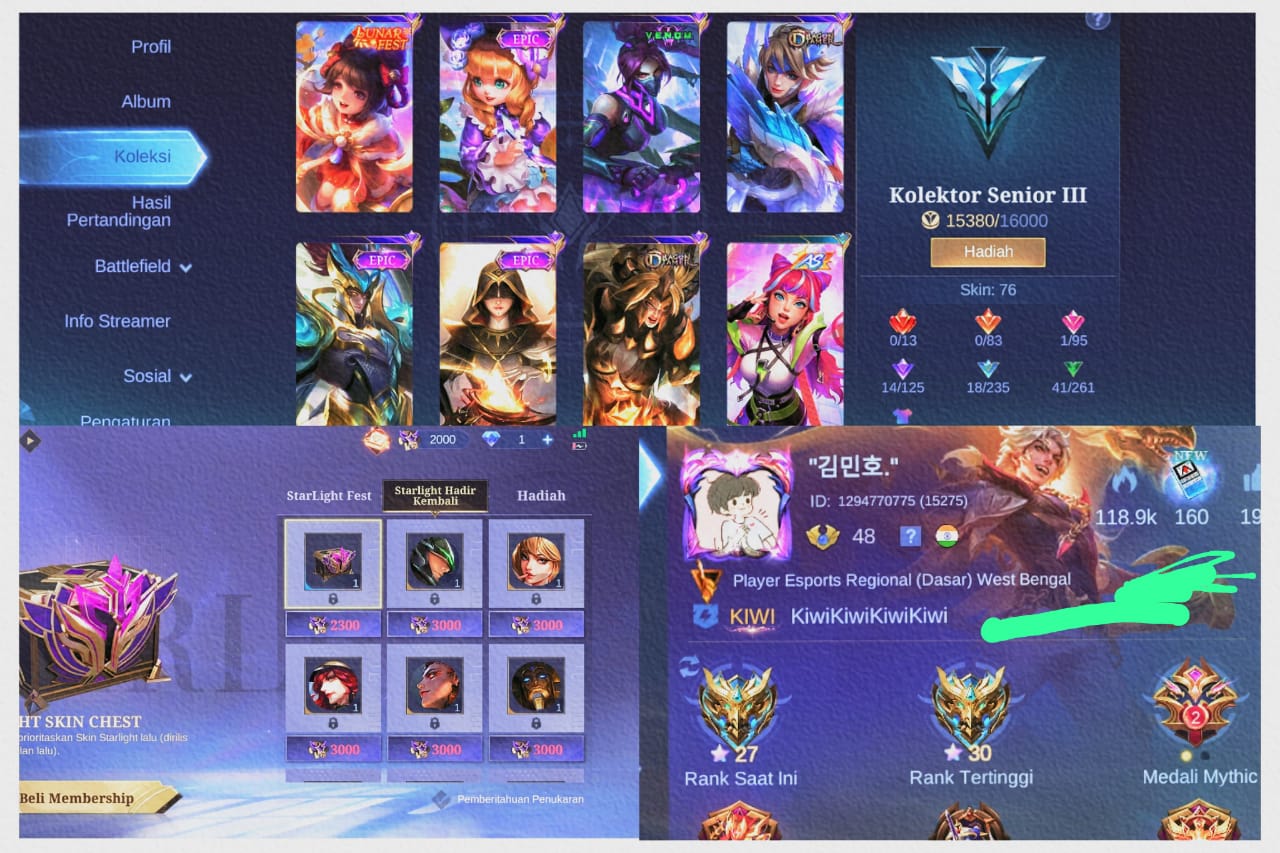 Profil
Album
Koleksi
Hasil
Pertandingan
Battlefield
Info Streamer
Sosial
Pengaturan
LUNAR
FEST
EPIC
V.E.N.O.M
EPIC
EPIC
?
Kolektor Senior III
15380/16000
Hadiah
Skin: 76
0/13
0/83
1/95
14/125
18/235
41/261
2000
1
StarLight Fest
Starlight Hadir
Kembali
Hadiah
1
1
1
2300
3000
3000
1
1
1
3000
3000
3000
HT SKIN CHEST
prioritaskan Skin Starlight lalu (dirilis
lan lalu).
Beli Membership
Pemberitahuan Penukaran
"김민호."
ID: 1294770775 (15275)
48
?
NEW
118.9k
160
19
Player Esports Regional (Dasar) West Bengal
KIWI KiwiKiwiKiwiKiwi
27
Rank Saat Ini
30
Rank Tertinggi
2
Medali Mythic